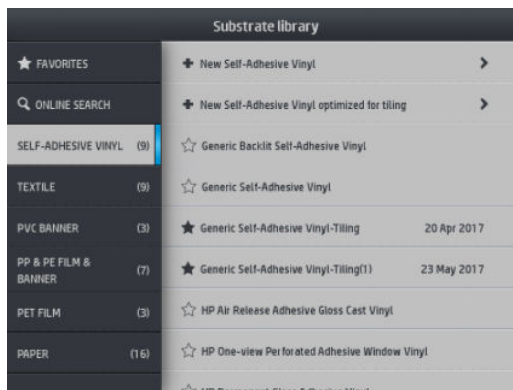 Substrate library
FAVORITES
ONLINE SEARCH
SELF-ADHESIVE VINYL (9)
TEXTILE (9)
PVC BANNER (3)
PP & PE FILM &
BANNER (7)
PET FILM (3)
PAPER (16)
New Self-Adhesive Vinyl
New Self-Adhesive Vinyl optimized for tiling
Generic Backlit Self-Adhesive Vinyl
Generic Self-Adhesive Vinyl
Generic Self-Adhesive Vinyl-Tiling 20 Apr 2017
Generic Self-Adhesive Vinyl-Tiling(1) 23 May 2017
HP Air Release Adhesive Gloss Cast Vinyl
HP One-view Perforated Adhesive Window Vinyl